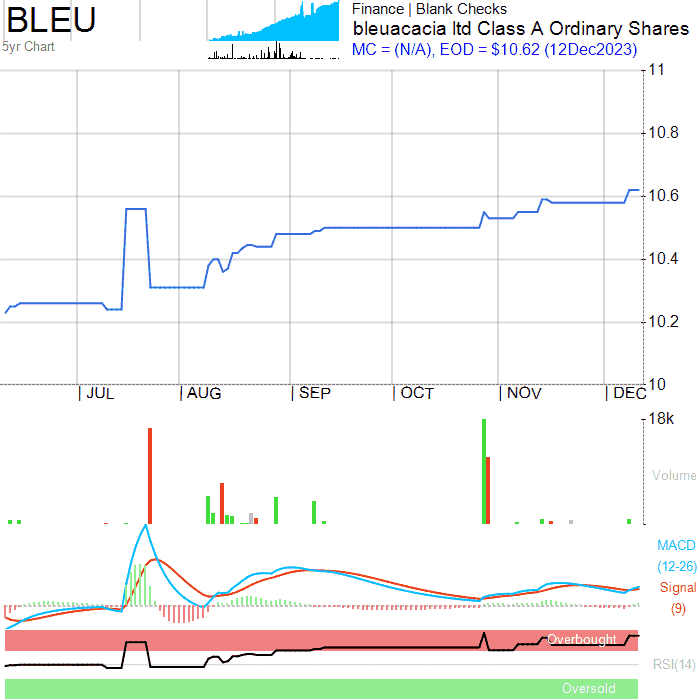 BLEU
5yr Chart
Finance | Blank Checks
bleuacacia ltd Class A Ordinary Shares
MC = (N/A), EOD = $10.62 (12Dec2023)
11
10.8
10.6
10.4
10.2
10
| JUL | AUG | SEP | OCT | NOV | DEC
18k
Volume
MACD
(12-26)
Signal
(9)
Overbought
RSI(14)
Oversold